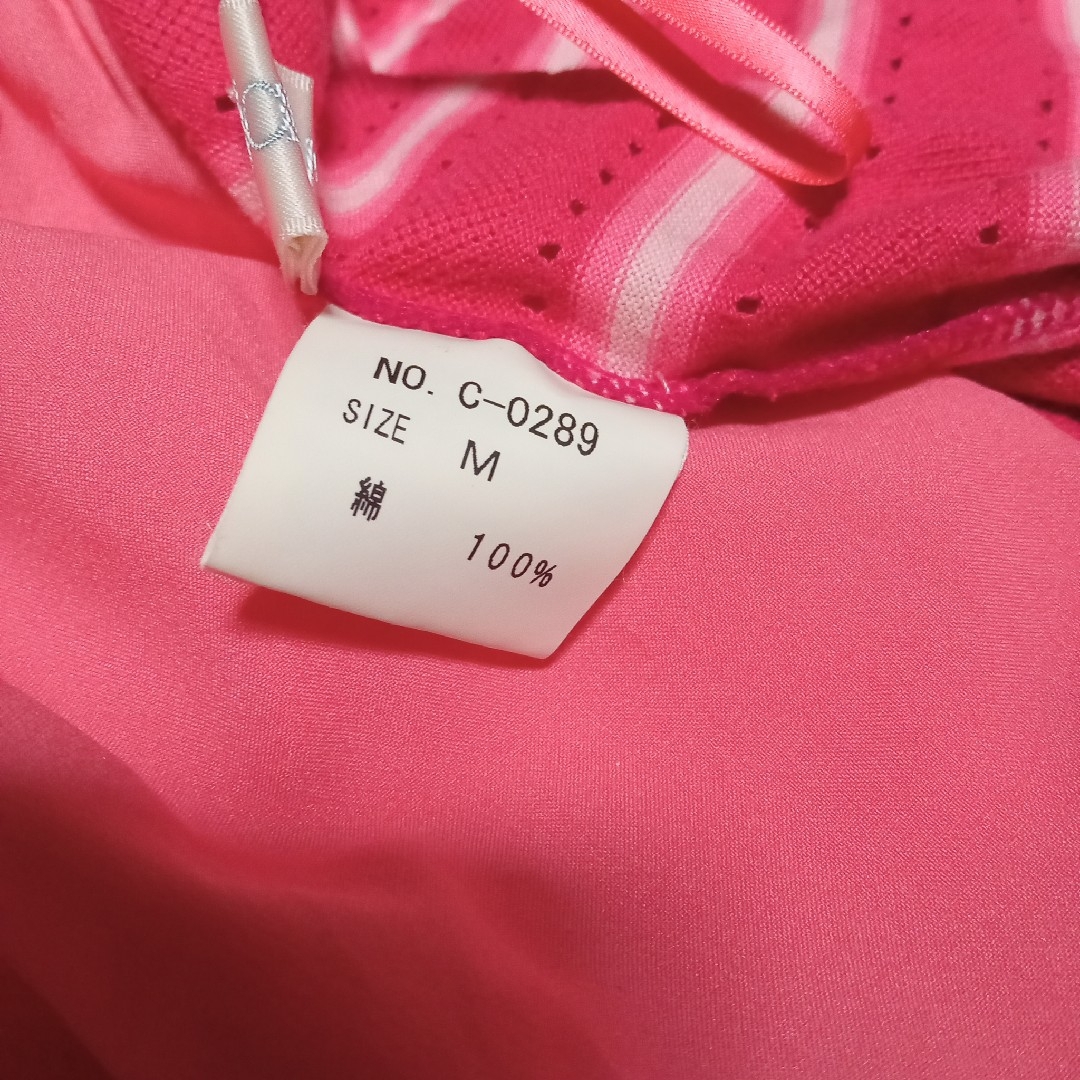 NO. C-0289
SIZE M
綿 100%